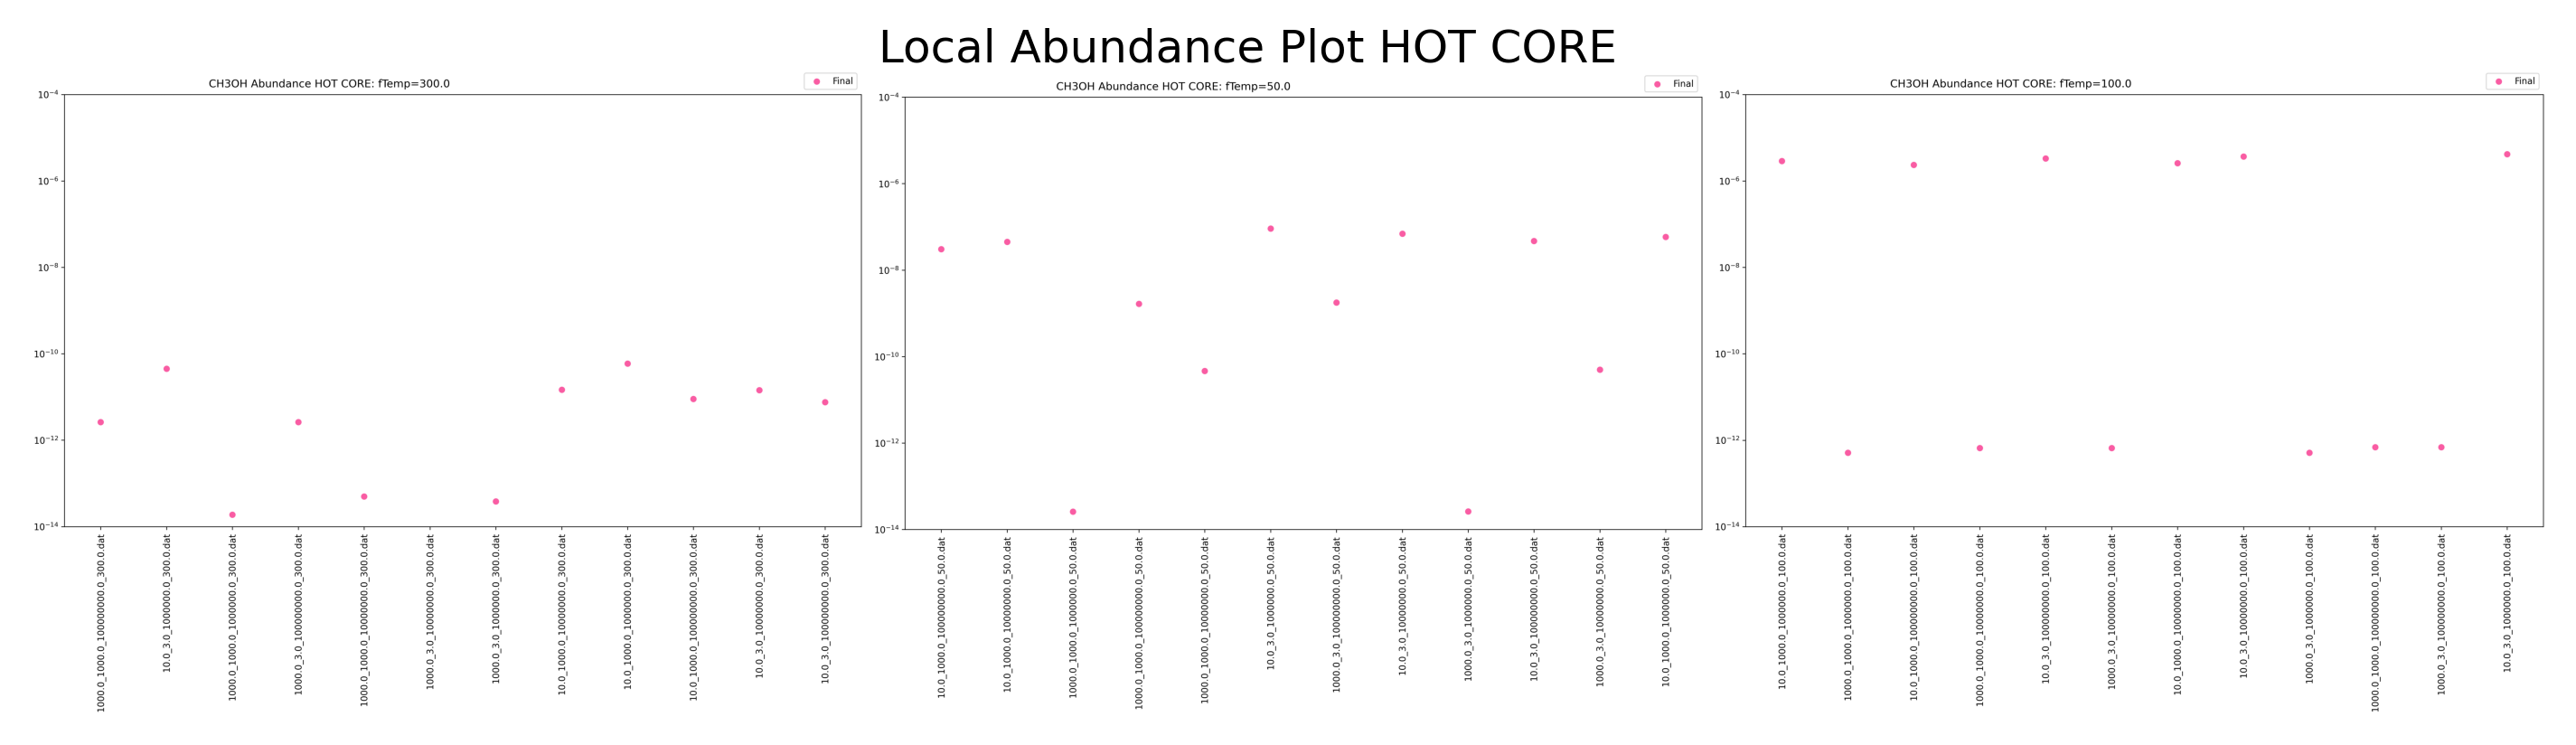 Local Abundance Plot HOT CORE
CH3OH Abundance HOT CORE: fTemp=300.0
Final
10⁻⁴
10⁻⁶
10⁻⁸
10⁻¹⁰
10⁻¹²
10⁻¹⁴
1000.0_1000.0_100000000.0_300.0.dat
10.0_3.0_1000000.0_300.0.dat
1000.0_1000.0_1000000.0_300.0.dat
1000.0_3.0_100000000.0_300.0.dat
1000.0_1000.0_10000000.0_300.0.dat
1000.0_3.0_10000000.0_300.0.dat
1000.0_3.0_1000000.0_300.0.dat
10.0_1000.0_10000000.0_300.0.dat
10.0_1000.0_1000000.0_300.0.dat
10.0_1000.0_100000000.0_300.0.dat
10.0_3.0_10000000.0_300.0.dat
10.0_3.0_100000000.0_300.0.dat
CH3OH Abundance HOT CORE: fTemp=50.0
Final
10⁻⁴
10⁻⁶
10⁻⁸
10⁻¹⁰
10⁻¹²
10⁻¹⁴
10.0_1000.0_100000000.0_50.0.dat
10.0_1000.0_10000000.0_50.0.dat
1000.0_1000.0_1000000.0_50.0.dat
1000.0_1000.0_100000000.0_50.0.dat
1000.0_1000.0_10000000.0_50.0.dat
10.0_3.0_1000000.0_50.0.dat
1000.0_3.0_100000000.0_50.0.dat
10.0_3.0_10000000.0_50.0.dat
1000.0_3.0_1000000.0_50.0.dat
10.0_3.0_100000000.0_50.0.dat
1000.0_3.0_10000000.0_50.0.dat
10.0_1000.0_1000000.0_50.0.dat
CH3OH Abundance HOT CORE: fTemp=100.0
Final
10⁻⁴
10⁻⁶
10⁻⁸
10⁻¹⁰
10⁻¹²
10⁻¹⁴
10.0_1000.0_1000000.0_100.0.dat
1000.0_1000.0_1000000.0_100.0.dat
10.0_1000.0_100000000.0_100.0.dat
1000.0_1000.0_10000000.0_100.0.dat
10.0_3.0_100000000.0_100.0.dat
1000.0_3.0_10000000.0_100.0.dat
10.0_1000.0_10000000.0_100.0.dat
10.0_3.0_10000000.0_100.0.dat
1000.0_3.0_1000000.0_100.0.dat
1000.0_1000.0_100000000.0_100.0.dat
1000.0_3.0_100000000.0_100.0.dat
10.0_3.0_1000000.0_100.0.dat